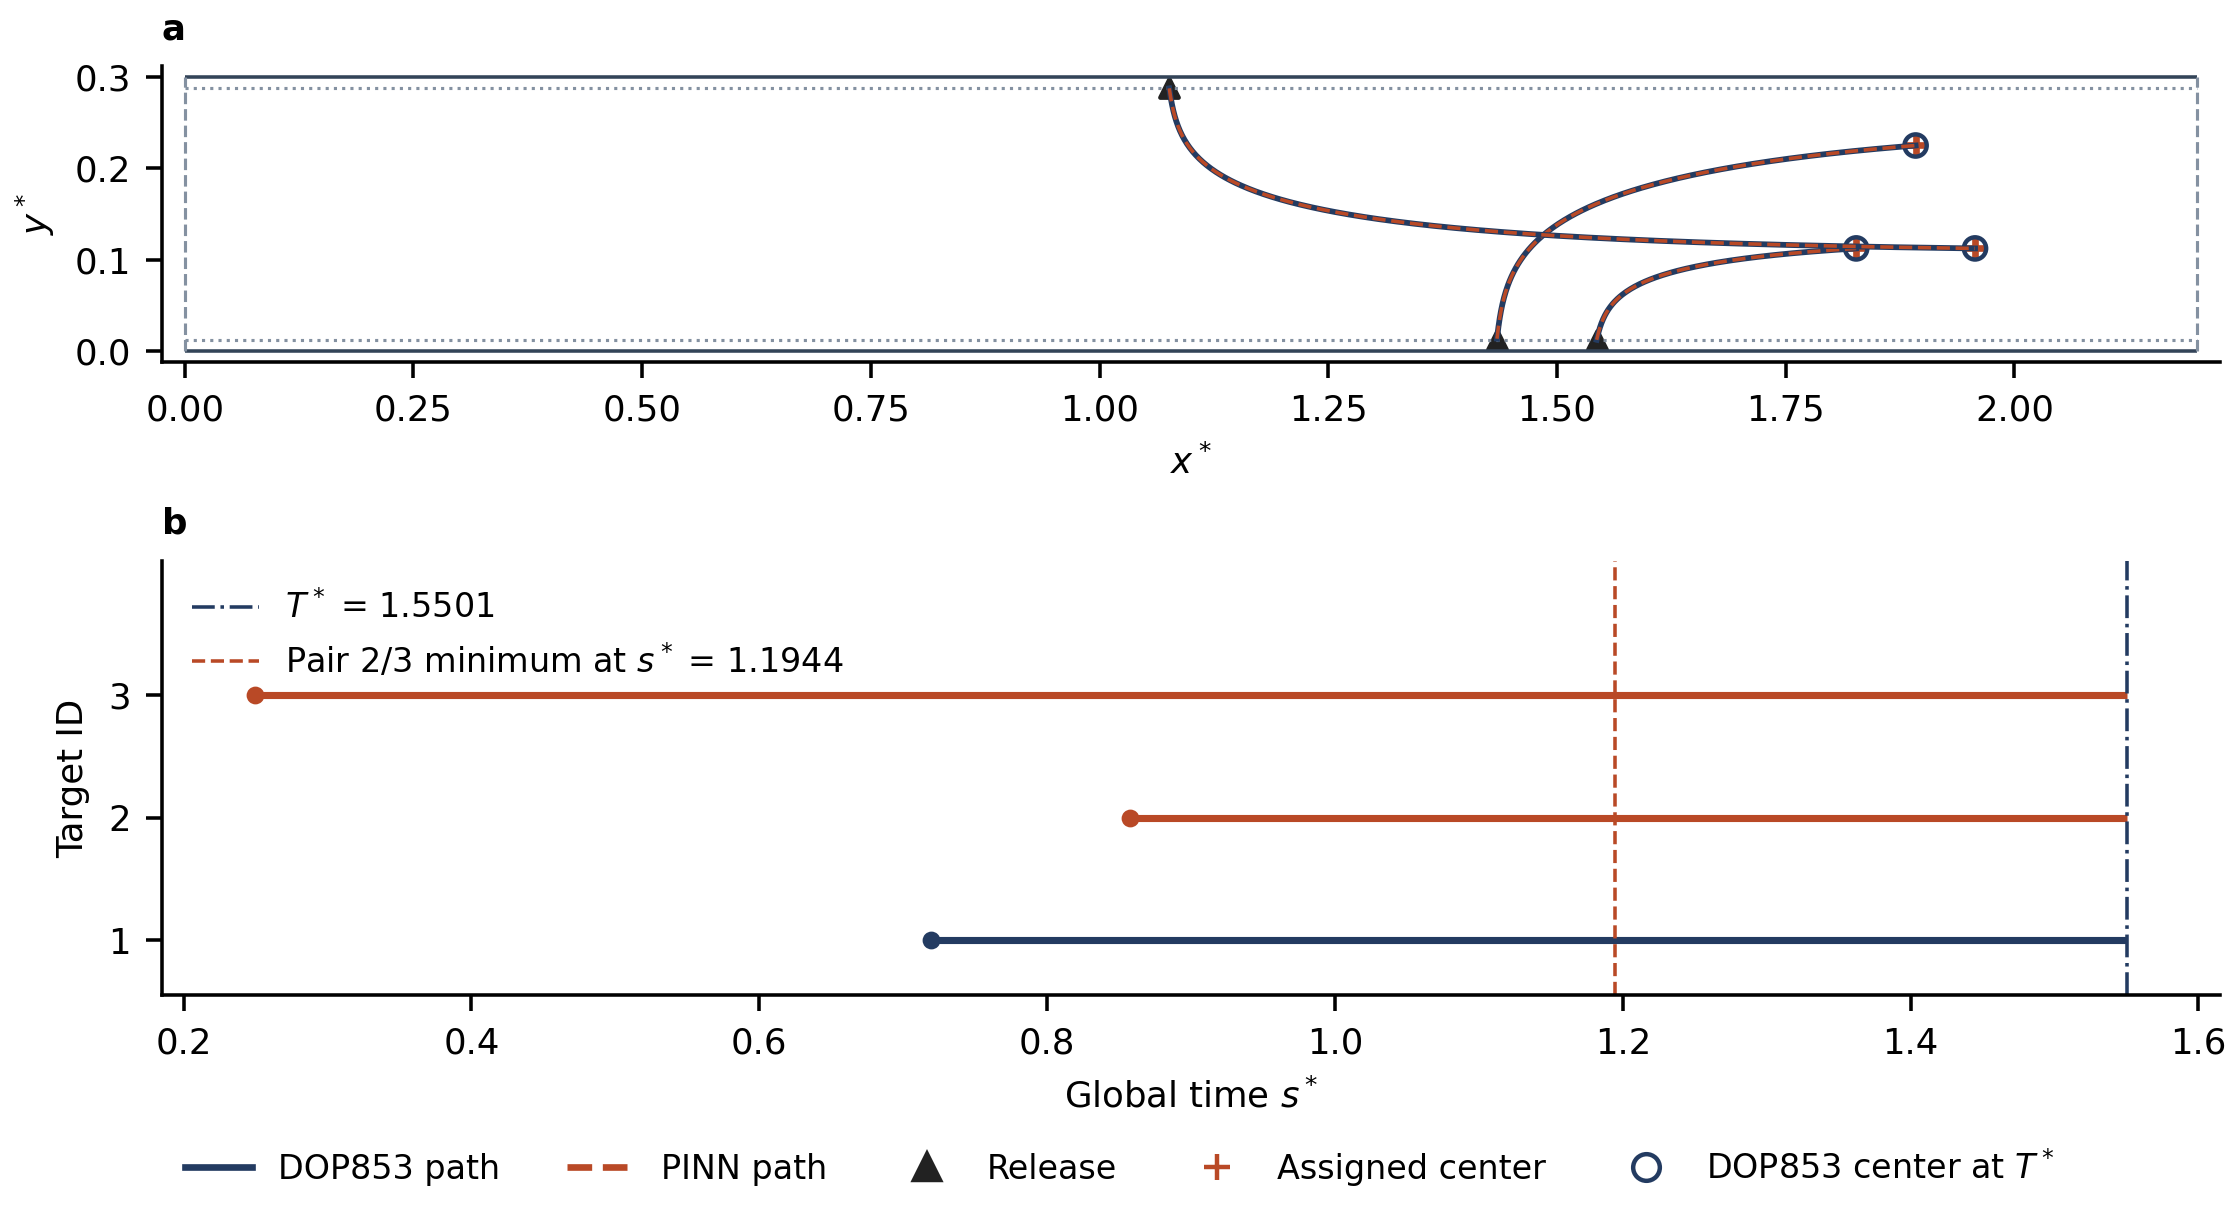 a
0.3
0.2
0.1
0.0
y*
0.00 0.25 0.50 0.75 1.00 1.25 1.50 1.75 2.00
x*
b
T* = 1.5501
Pair 2/3 minimum at s* = 1.1944
3
2
1
Target ID
0.2 0.4 0.6 0.8 1.0 1.2 1.4 1.6
Global time s*
DOP853 path PINN path Release Assigned center DOP853 center at T*